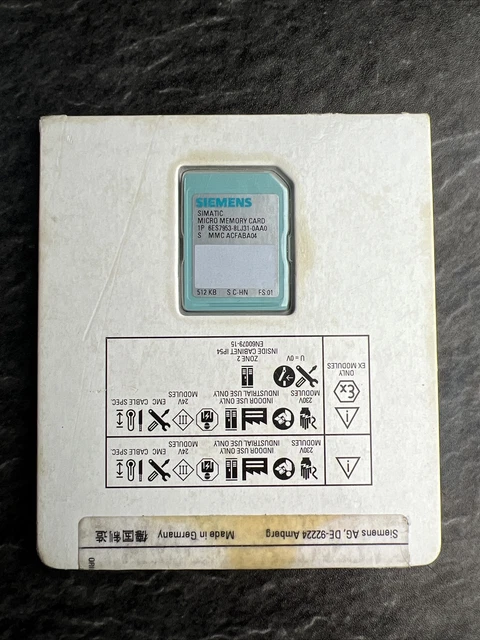 SIEMENS
SIMATIC
MICRO MEMORY CARD
1P 6ES7953-8LJ31-0AA0
S MMC ACFABA04
512 KB S C-HN FS 01
EX MODULES
ONLY
Ex
U = 0V
ZONE 2
INSIDE CABINET IP54
EN60079-15
230V
MODULES
INDOOR USE ONLY
INDUSTRIAL USE ONLY
24V
MODULES
EMC
CABLE SPEC.
III
230V
MODULES
INDOOR USE ONLY
INDUSTRIAL USE ONLY
24V
MODULES
EMC
CABLE SPEC.
III
Siemens AG, DE-92224 Amberg
Made in Germany
德国制造